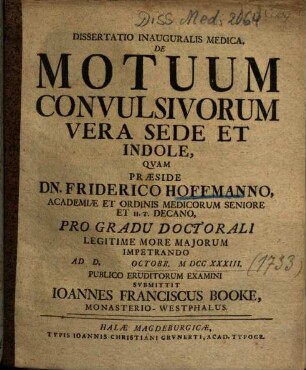 Diss. Med. 2064
DISSERTATIO INAUGURALIS MEDICA,
DE
MOTUUM
CONVULSIVORUM
VERA SEDE ET
INDOLE,
QVAM
PRÆSIDE
DN. FRIDERICO HOFFMANNO,
ACADEMIÆ ET ORDINIS MEDICORUM SENIORE
ET H. T. DECANO,
PRO GRADU DOCTORALI
LEGITIME MORE MAJORUM
IMPETRANDO
AD D. OCTOBR. M DCC XXXIII.
(1733)
PUBLICO ERUDITORUM EXAMINI
SUBMITTIT
IOANNES FRANCISCUS BOOKE,
MONASTERIO-WESTPHALUS.
HALÆ MAGDEBURGICÆ,
TYPIS IOANNIS CHRISTIANI GRUNERTI, ACAD. TYPOGR.